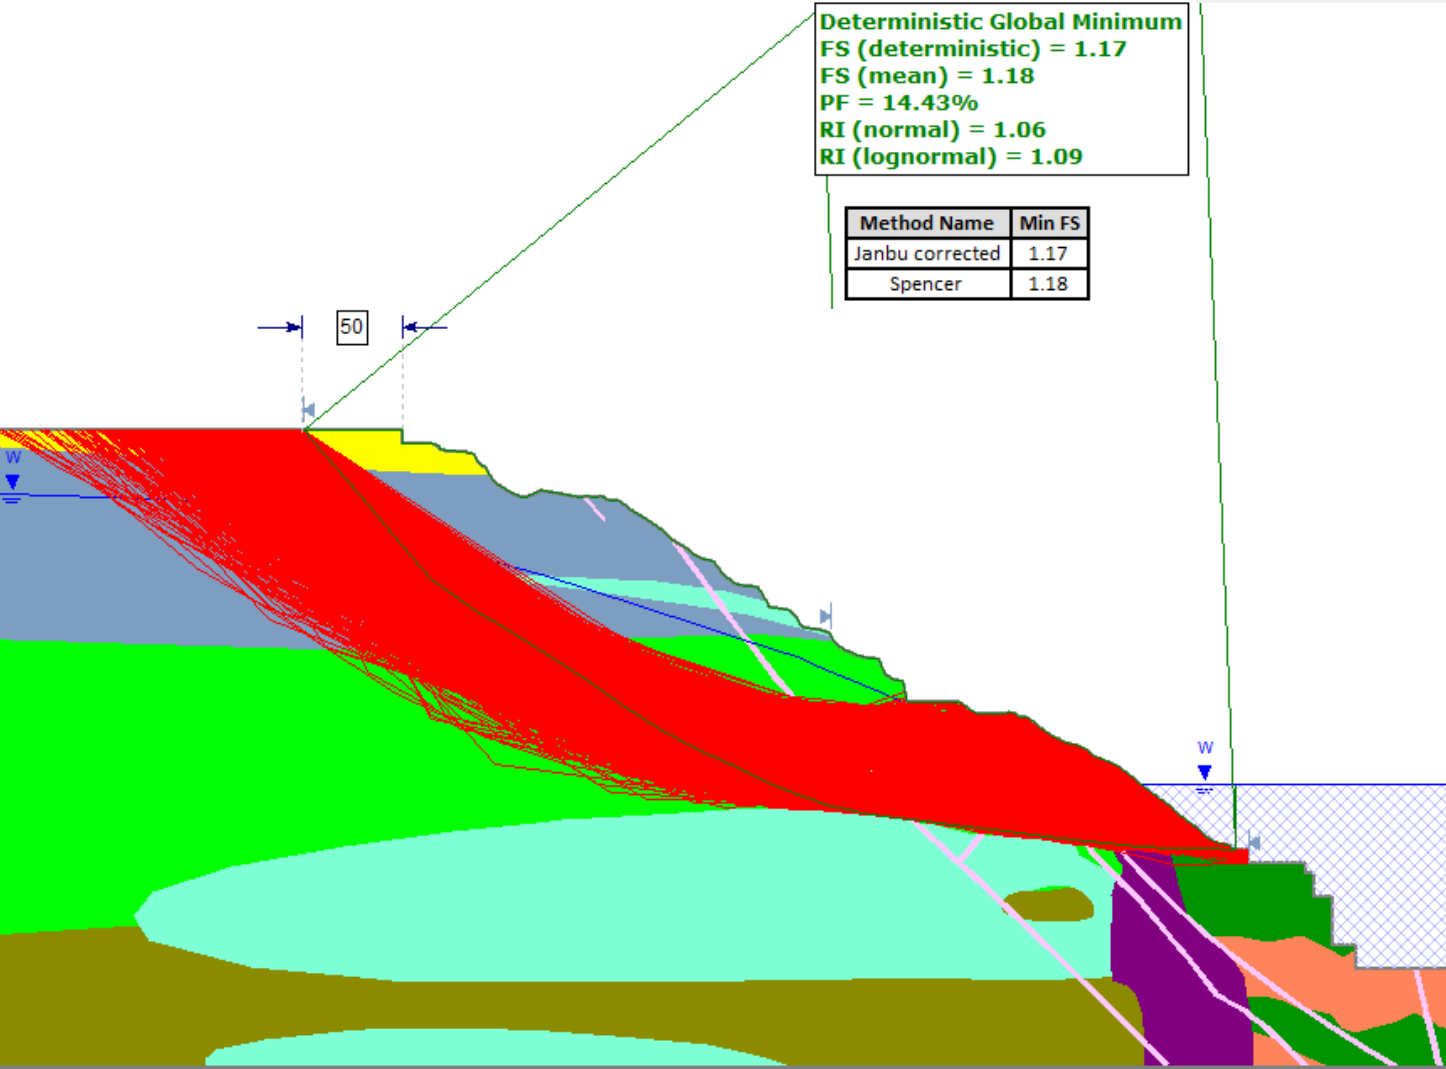 Deterministic Global Minimum
FS (deterministic) = 1.17
FS (mean) = 1.18
PF = 14.43%
RI (normal) = 1.06
RI (lognormal) = 1.09
Method Name Min FS
Janbu corrected 1.17
Spencer 1.18
50
W
W